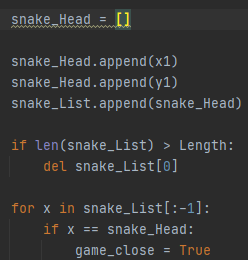 snake_Head = []
snake_Head.append(x1)
snake_Head.append(y1)
snake_List.append(snake_Head)
if len(snake_List) > Length:
    del snake_List[0]
for x in snake_List[:-1]:
    if x == snake_Head:
        game_close = True